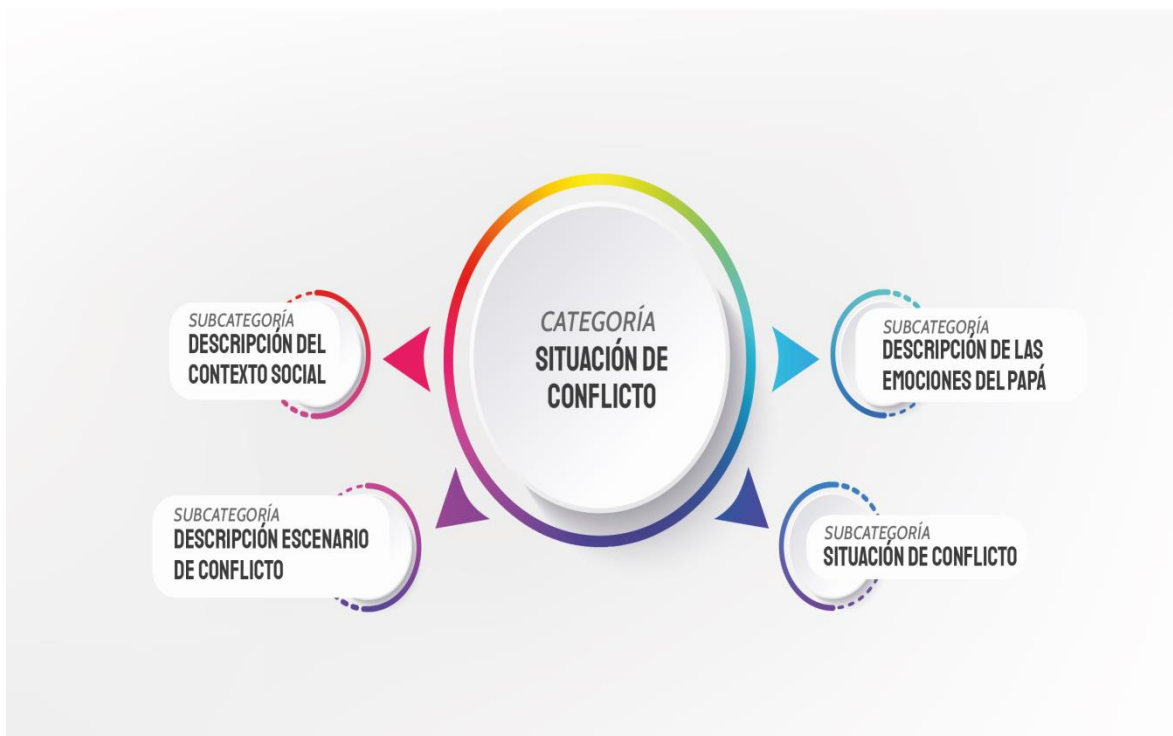 CATEGORÍA
SITUACIÓN DE
CONFLICTO
SUBCATEGORÍA
DESCRIPCIÓN DEL
CONTEXTO SOCIAL
SUBCATEGORÍA
DESCRIPCIÓN DE LAS
EMOCIONES DEL PAPÁ
SUBCATEGORÍA
DESCRIPCIÓN ESCENARIO
DE CONFLICTO
SUBCATEGORÍA
SITUACIÓN DE CONFLICTO